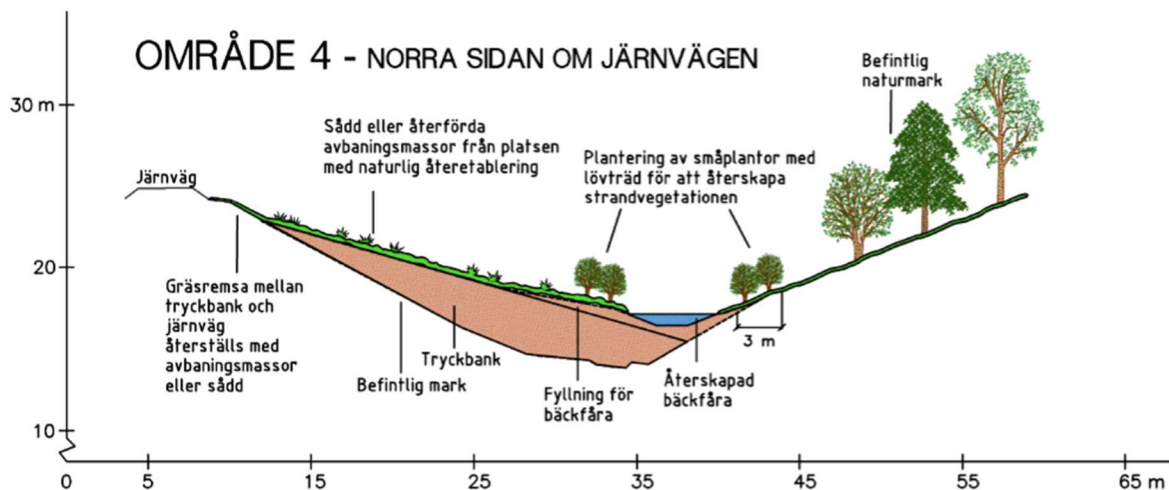 OMRÅDE 4 - NORRA SIDAN OM JÄRNVÄGEN
Befintlig
naturmark
30 m
Sådd eller återförda
avbaningsmassor från platsen
med naturlig återetablering
Plantering av småplantor med
lövträd för att återskapa
strandvegetationen
Järnväg
20
Gräsremsa mellan
tryckbank och
järnväg
återställs med
avbaningsmassor
eller sådd
Befintlig mark
Tryckbank
Fyllning för
bäckfåra
Återskapad
bäckfåra
3 m
10
0 5 15 25 35 45 55 65 m